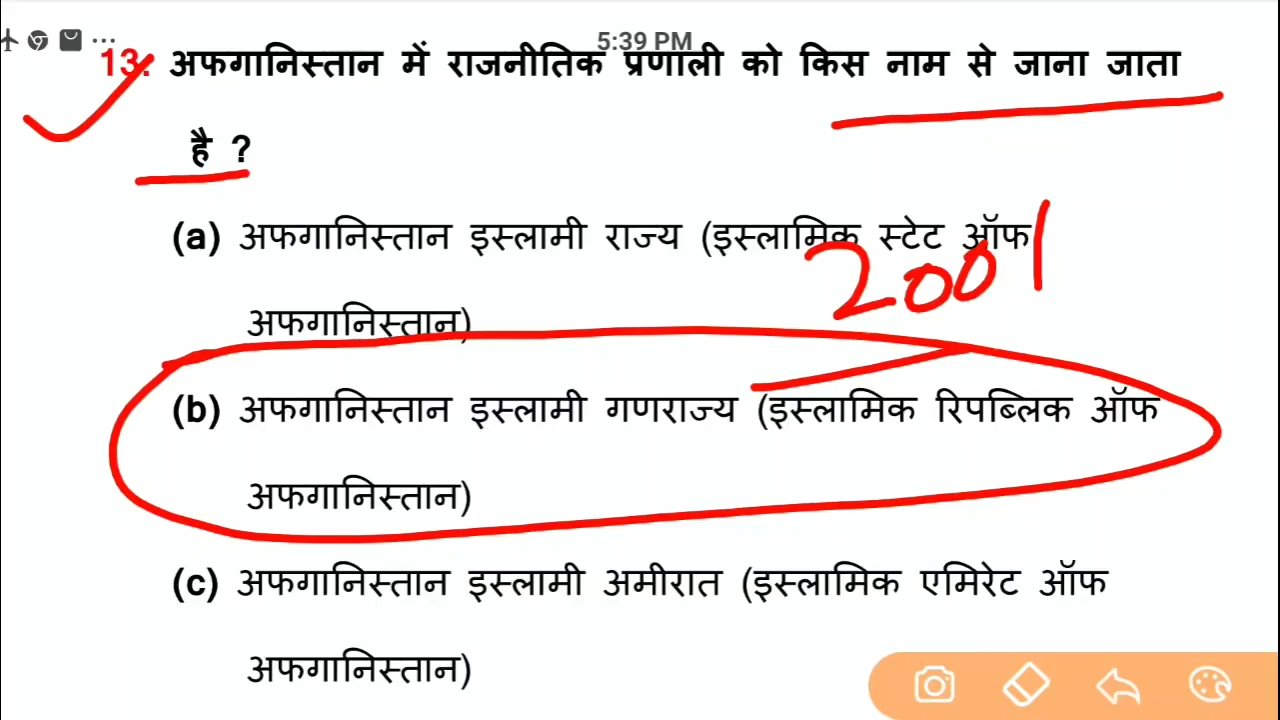 5:39 PM
13. अफगानिस्तान में राजनीतिक प्रणाली को किस नाम से जाना जाता
है ?
(a) अफगानिस्तान इस्लामी राज्य (इस्लामिक स्टेट ऑफ
2001
अफगानिस्तान)
(b) अफगानिस्तान इस्लामी गणराज्य (इस्लामिक रिपब्लिक ऑफ
अफगानिस्तान)
(c) अफगानिस्तान इस्लामी अमीरात (इस्लामिक एमिरेट ऑफ
अफगानिस्तान)